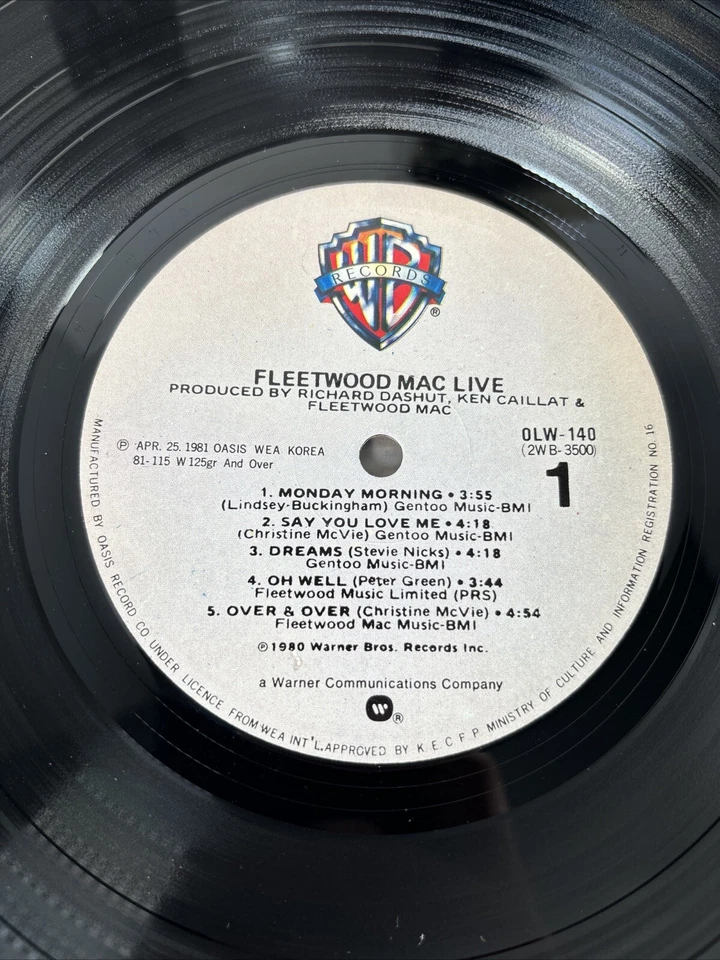 WB
RECORDS
®
FLEETWOOD MAC LIVE
PRODUCED BY RICHARD DASHUT, KEN CAILLAT &
FLEETWOOD MAC
℗ APR. 25. 1981 OASIS WEA KOREA
81-115 W 125gr And Over
OLW-140
(2WB-3500)
1
1. MONDAY MORNING • 3:55
(Lindsey-Buckingham) Gentoo Music-BMI
2. SAY YOU LOVE ME • 4:18
(Christine McVie) Gentoo Music-BMI
3. DREAMS (Stevie Nicks) • 4:18
Gentoo Music-BMI
4. OH WELL (Peter Green) • 3:44
Fleetwood Music Limited (PRS)
5. OVER & OVER (Christine McVie) • 4:54
Fleetwood Mac Music-BMI
℗1980 Warner Bros. Records Inc.
a Warner Communications Company
®
MANUFACTURED BY OASIS RECORD CO UNDER LICENCE FROM WEA INT'L, APPROVED BY K. E. C F P MINISTRY OF CULTURE AND INFORMATION REGISTRATION NO. 16